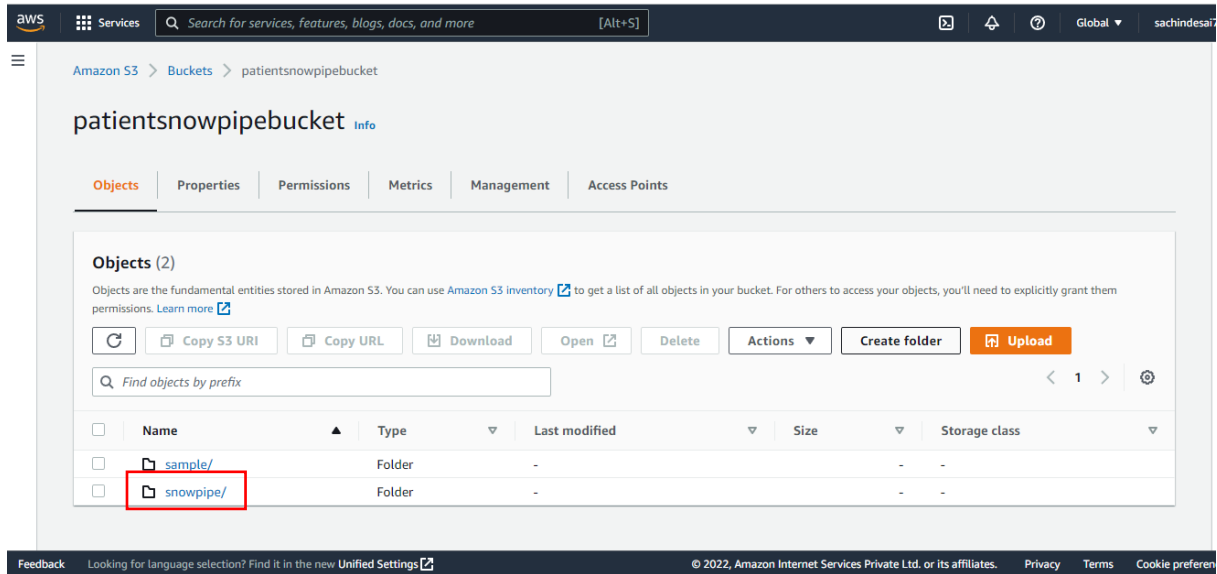 aws Services Search for services, features, blogs, docs, and more [Alt+S] Global ▼ sachindesai7
Amazon S3 > Buckets > patientsnowpipebucket
patientsnowpipebucket Info
Objects Properties Permissions Metrics Management Access Points
Objects (2)
Objects are the fundamental entities stored in Amazon S3. You can use Amazon S3 inventory to get a list of all objects in your bucket. For others to access your objects, you'll need to explicitly grant them
permissions. Learn more
Copy S3 URI Copy URL Download Open Delete Actions ▼ Create folder Upload
Find objects by prefix < 1 >
Name ▲ Type ▽ Last modified ▽ Size ▽ Storage class ▽
sample/ Folder - - -
snowpipe/ Folder - - -
Feedback Looking for language selection? Find it in the new Unified Settings © 2022, Amazon Internet Services Private Ltd. or its affiliates. Privacy Terms Cookie preferen